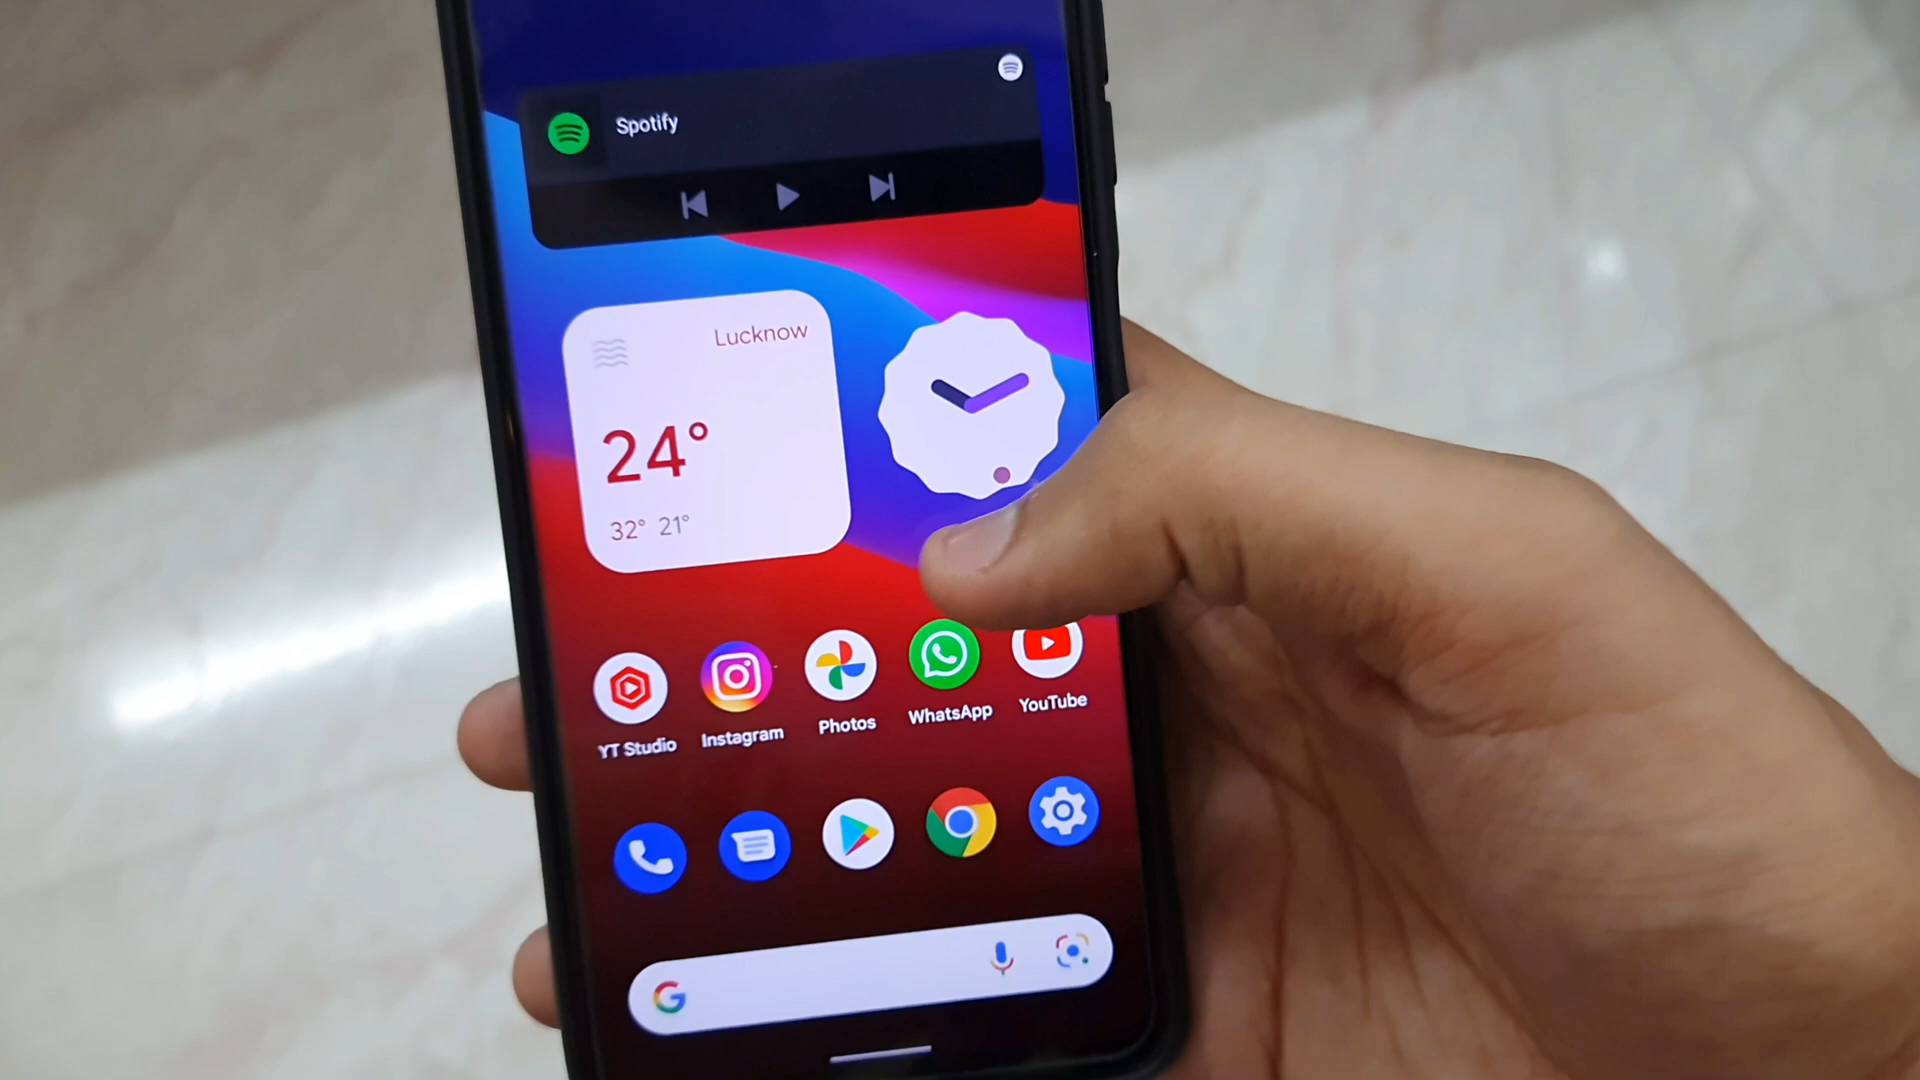 Spotify
Lucknow
24°
32° 21°
YT Studio
Instagram
Photos
WhatsApp
YouTube
G